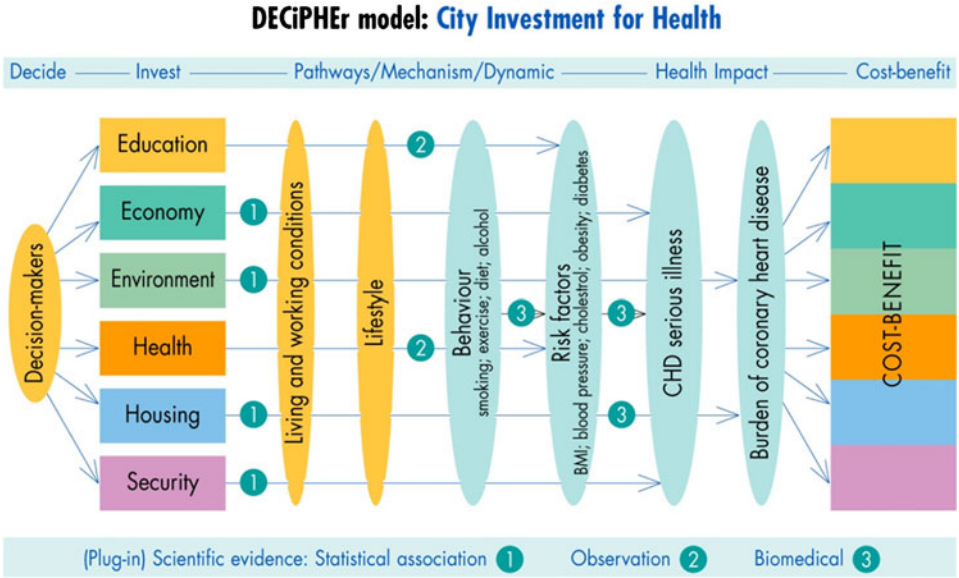 DECiPHEr model: City Investment for Health
Decide
Invest
Pathways/Mechanism/Dynamic
Health Impact
Cost-benefit
Decision-makers
Education
Economy
Environment
Health
Housing
Security
1
1
1
1
2
2
3
3
3
Living and working conditions
Lifestyle
Behaviour
smoking; exercise; diet; alcohol
Risk factors
BMI; blood pressure; cholestrol; obesity; diabetes
CHD serious illness
Burden of coronary heart disease
COST-BENEFIT
(Plug-in) Scientific evidence: Statistical association 1 Observation 2 Biomedical 3